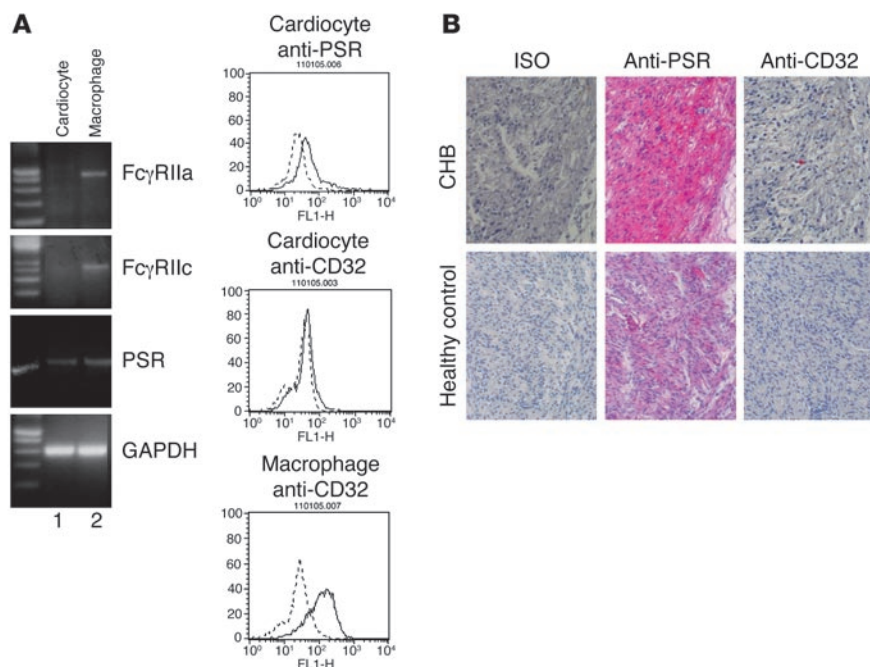 A
Cardiocyte
Macrophage
FcγRIIa
FcγRIIc
PSR
GAPDH
1 2
Cardiocyte
anti-PSR
110105.006
100
80
60
40
20
0
10⁰ 10¹ 10² 10³ 10⁴
FL1-H
Cardiocyte
anti-CD32
110105.003
100
80
60
40
20
0
10⁰ 10¹ 10² 10³ 10⁴
FL1-H
Macrophage
anti-CD32
110105.007
100
80
60
40
20
0
10⁰ 10¹ 10² 10³ 10⁴
FL1-H
B
ISO Anti-PSR Anti-CD32
CHB
Healthy control